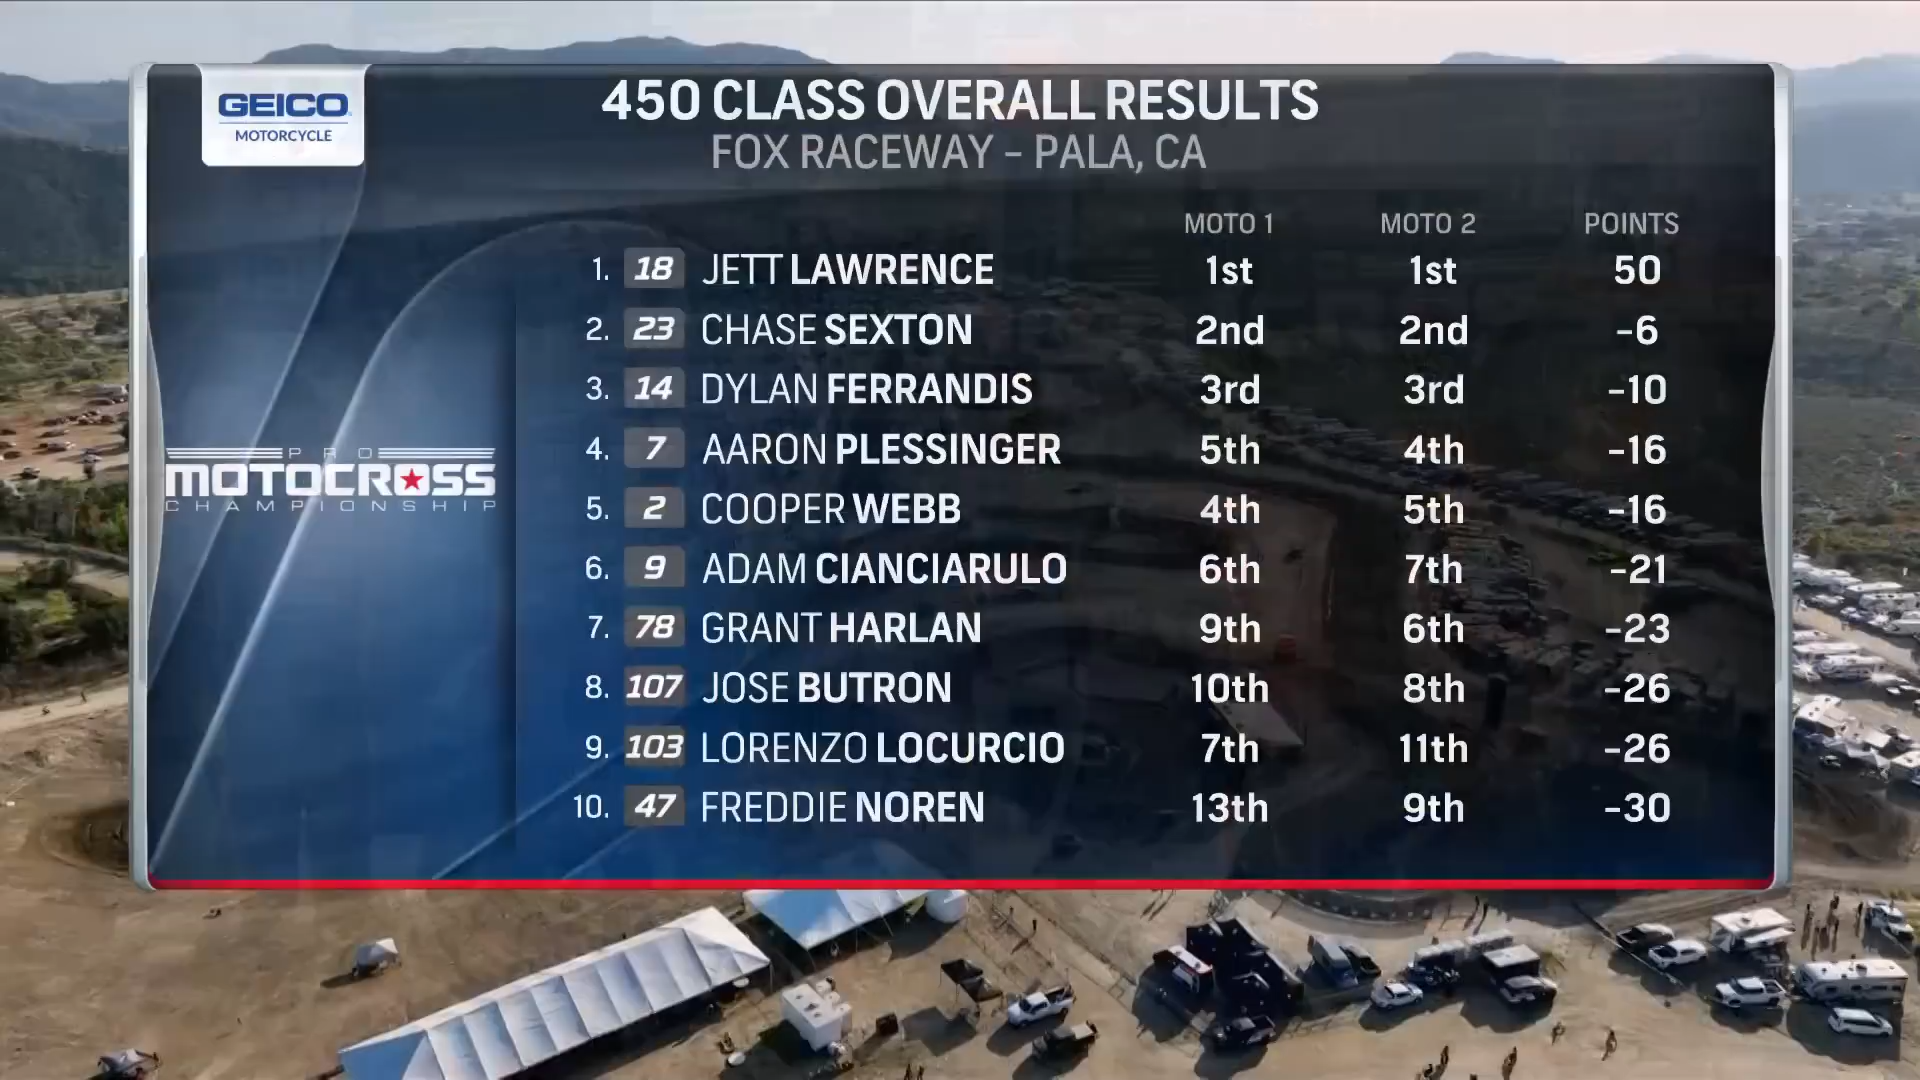 GEICO
MOTORCYCLE
450 CLASS OVERALL RESULTS
FOX RACEWAY – PALA, CA
MOTO 1 MOTO 2 POINTS
1. 18 JETT LAWRENCE 1st 1st 50
2. 23 CHASE SEXTON 2nd 2nd -6
3. 14 DYLAN FERRANDIS 3rd 3rd -10
4. 7 AARON PLESSINGER 5th 4th -16
5. 2 COOPER WEBB 4th 5th -16
6. 9 ADAM CIANCIARULO 6th 7th -21
7. 78 GRANT HARLAN 9th 6th -23
8. 107 JOSE BUTRON 10th 8th -26
9. 103 LORENZO LOCURCIO 7th 11th -26
10. 47 FREDDIE NOREN 13th 9th -30
PRO
MOTOCROSS
CHAMPIONSHIP